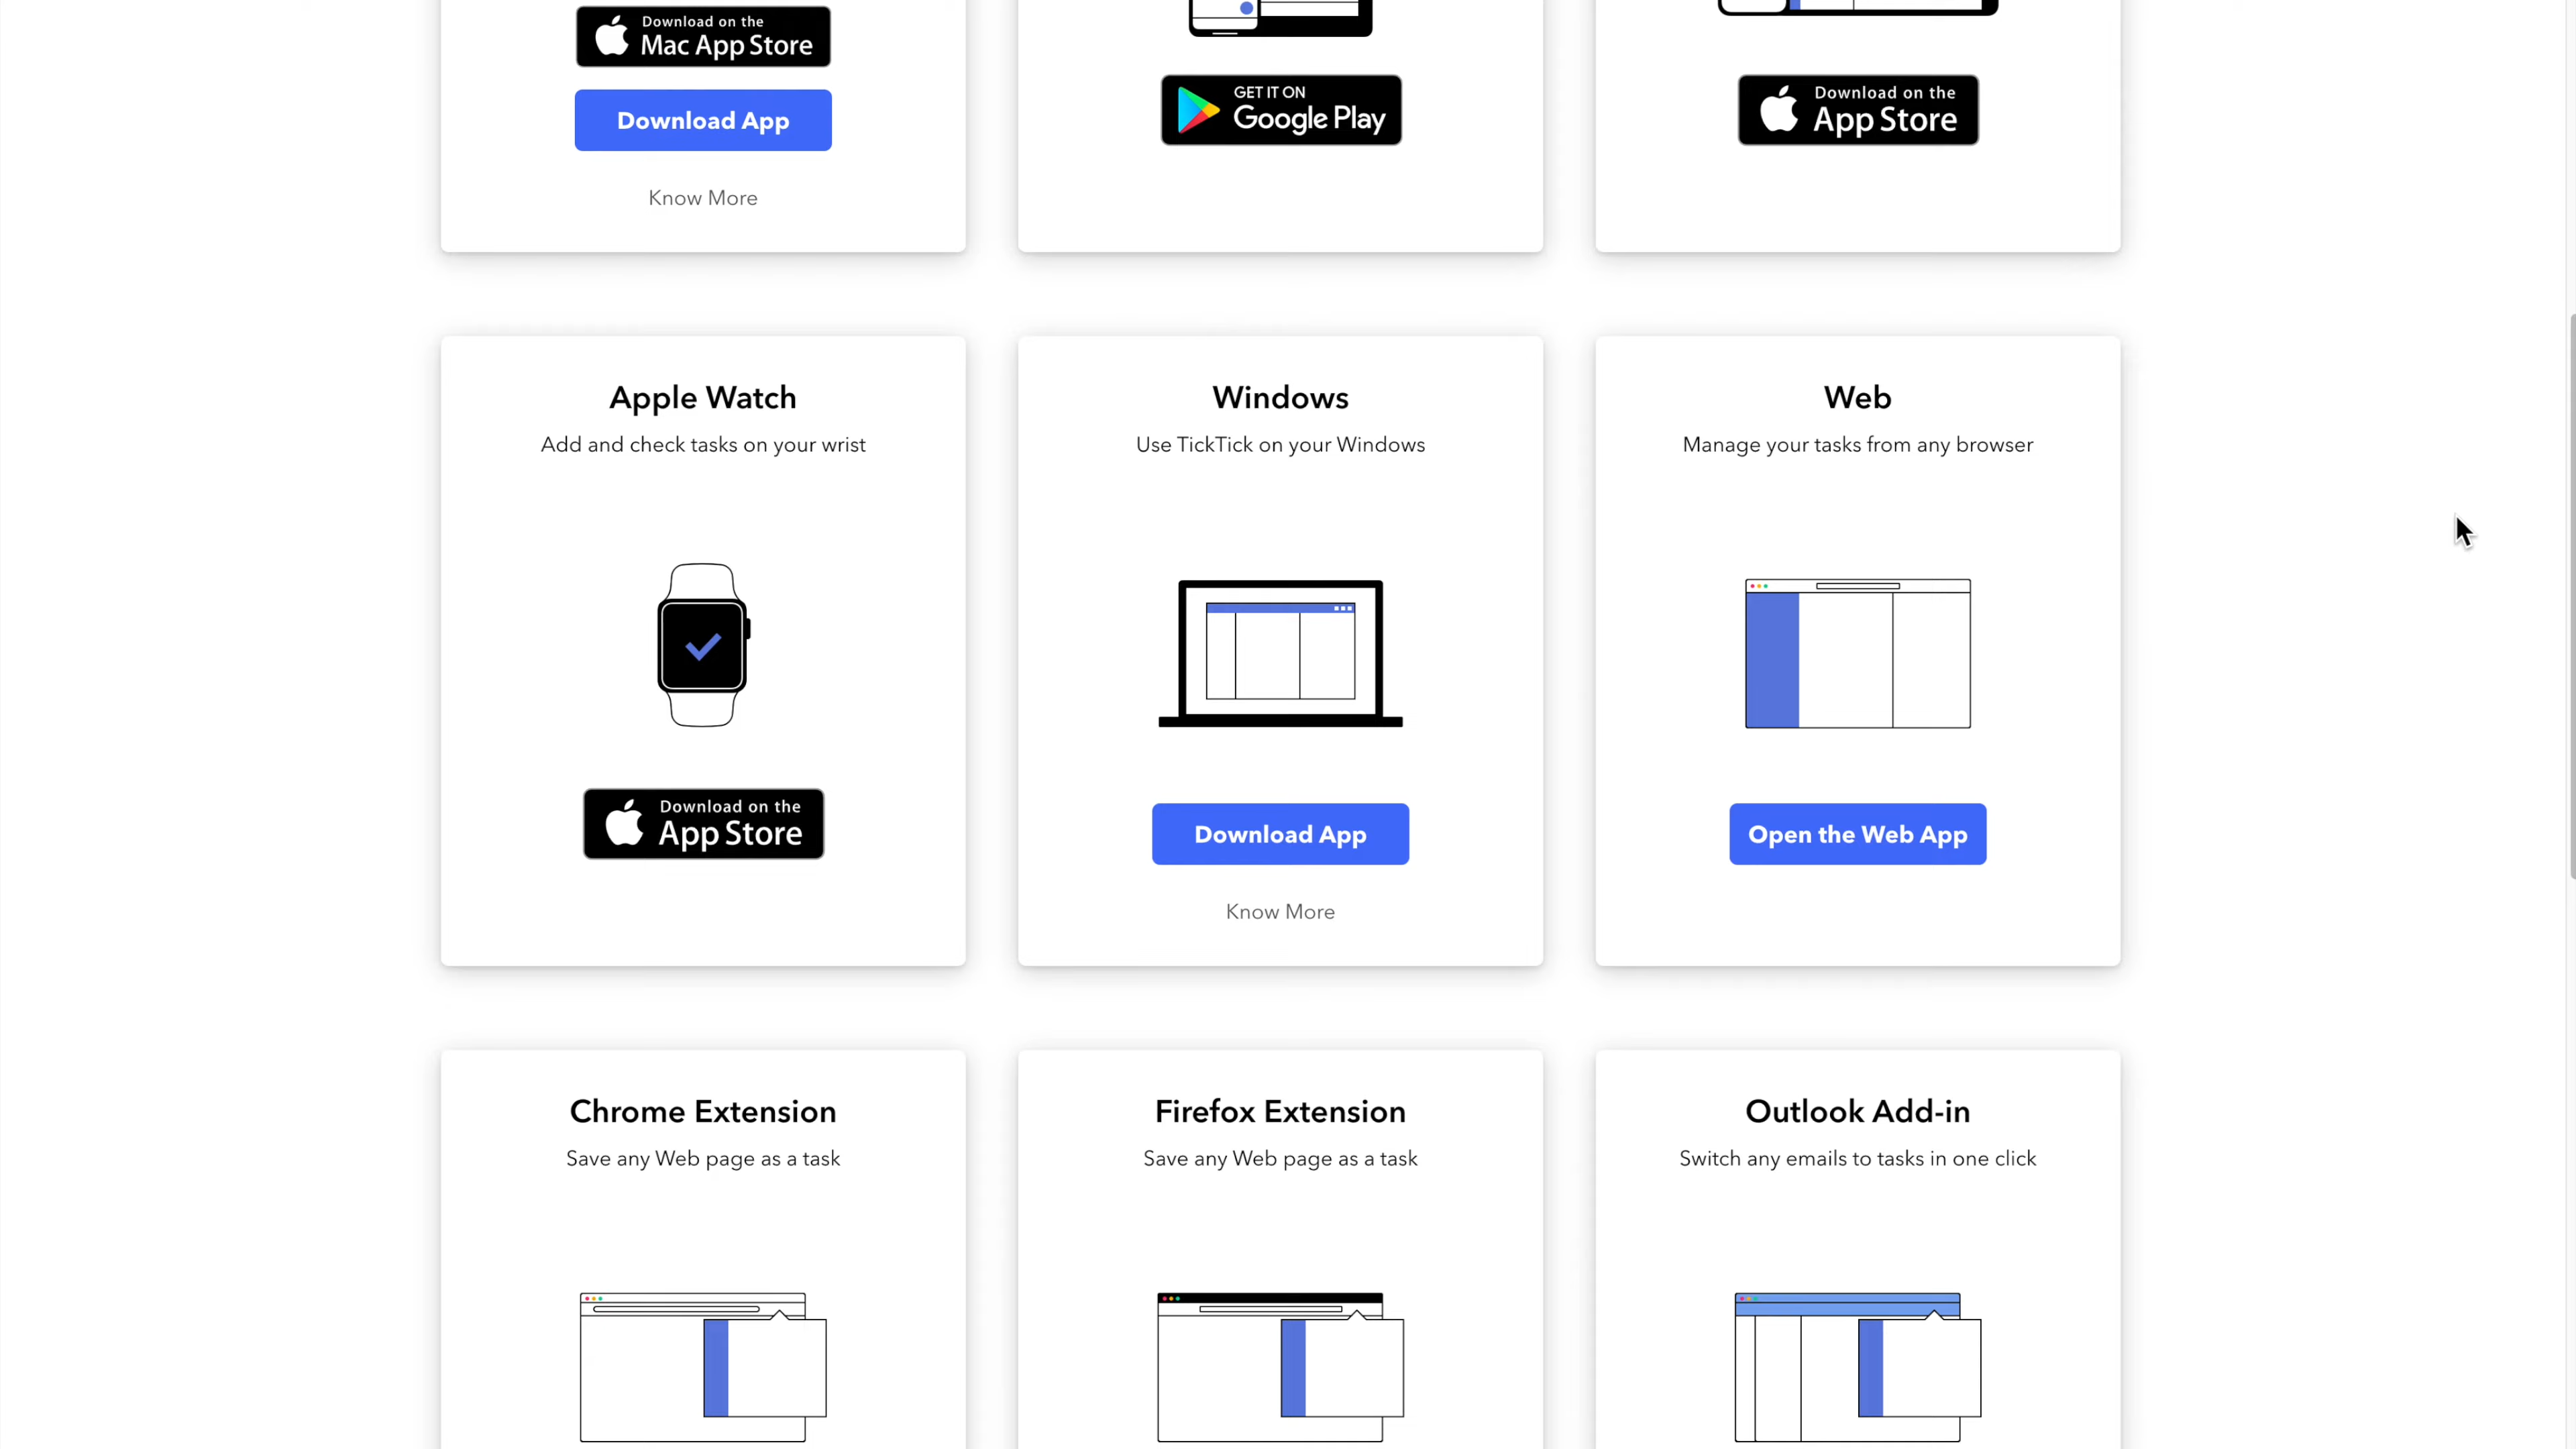 Download on the
Mac App Store
Download App
Know More
GET IT ON
Google Play
Download on the
App Store
Apple Watch
Add and check tasks on your wrist
Download on the
App Store
Windows
Use TickTick on your Windows
Download App
Know More
Web
Manage your tasks from any browser
Open the Web App
Chrome Extension
Save any Web page as a task
Firefox Extension
Save any Web page as a task
Outlook Add-in
Switch any emails to tasks in one click